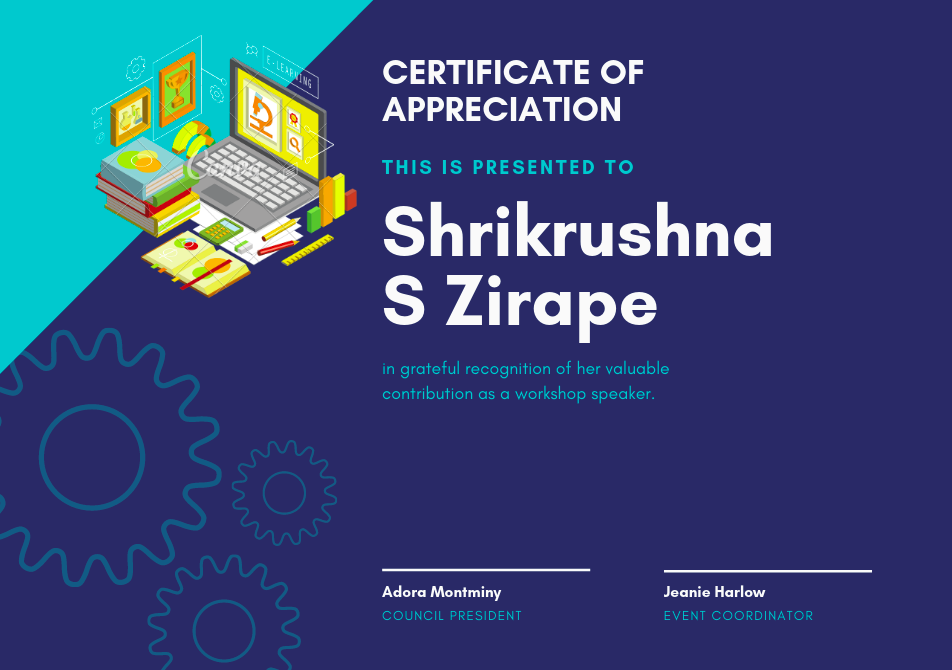 E-LEARNING
Canva
CERTIFICATE OF
APPRECIATION
THIS IS PRESENTED TO
Shrikrushna
S Zirape
in grateful recognition of her valuable
contribution as a workshop speaker.
Adora Montminy
COUNCIL PRESIDENT
Jeanie Harlow
EVENT COORDINATOR